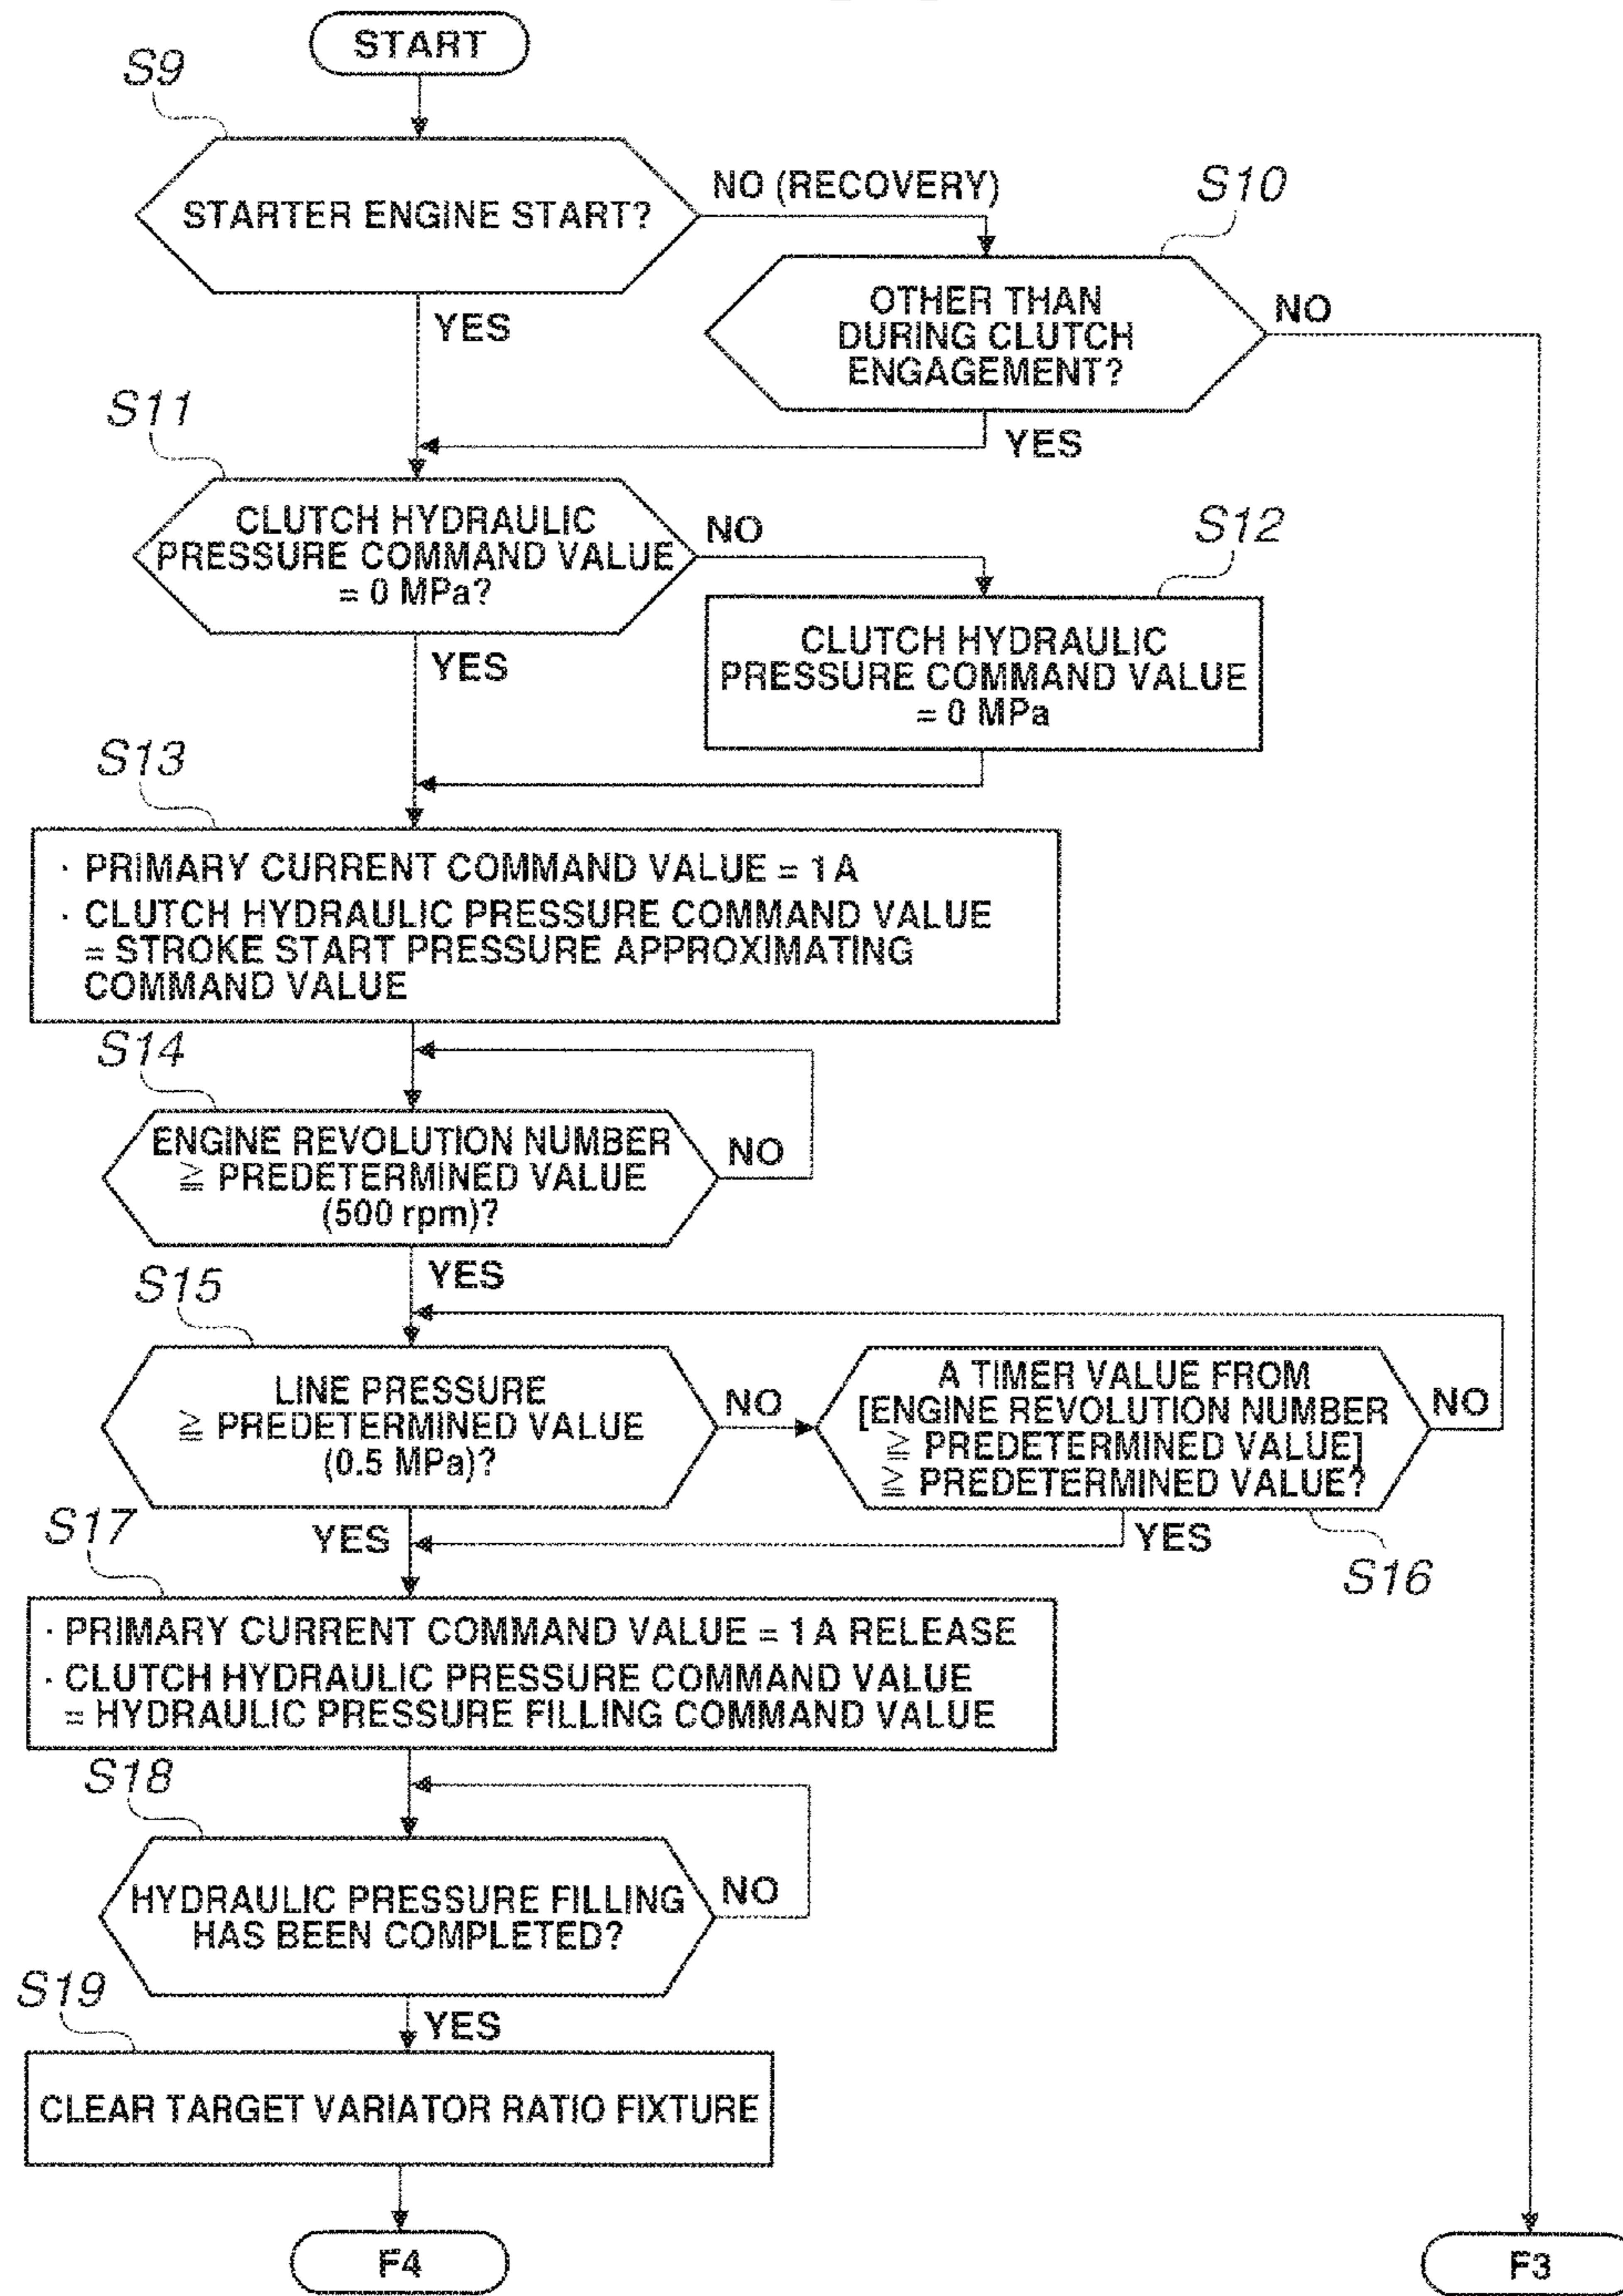 START
S9
STARTER ENGINE START?
NO (RECOVERY)
S10
OTHER THAN
DURING CLUTCH
ENGAGEMENT?
NO
YES
YES
S11
CLUTCH HYDRAULIC
PRESSURE COMMAND VALUE
= 0 MPa?
NO
S12
CLUTCH HYDRAULIC
PRESSURE COMMAND VALUE
= 0 MPa
YES
S13
· PRIMARY CURRENT COMMAND VALUE = 1 A
· CLUTCH HYDRAULIC PRESSURE COMMAND VALUE
= STROKE START PRESSURE APPROXIMATING
COMMAND VALUE
S14
ENGINE REVOLUTION NUMBER
≧ PREDETERMINED VALUE
(500 rpm)?
NO
YES
S15
LINE PRESSURE
≧ PREDETERMINED VALUE
(0.5 MPa)?
NO
A TIMER VALUE FROM
[ENGINE REVOLUTION NUMBER
≧ PREDETERMINED VALUE]
≧ PREDETERMINED VALUE?
NO
YES
YES
S16
S17
· PRIMARY CURRENT COMMAND VALUE = 1 A RELEASE
· CLUTCH HYDRAULIC PRESSURE COMMAND VALUE
= HYDRAULIC PRESSURE FILLING COMMAND VALUE
S18
HYDRAULIC PRESSURE FILLING
HAS BEEN COMPLETED?
NO
YES
S19
CLEAR TARGET VARIATOR RATIO FIXTURE
F4
F3